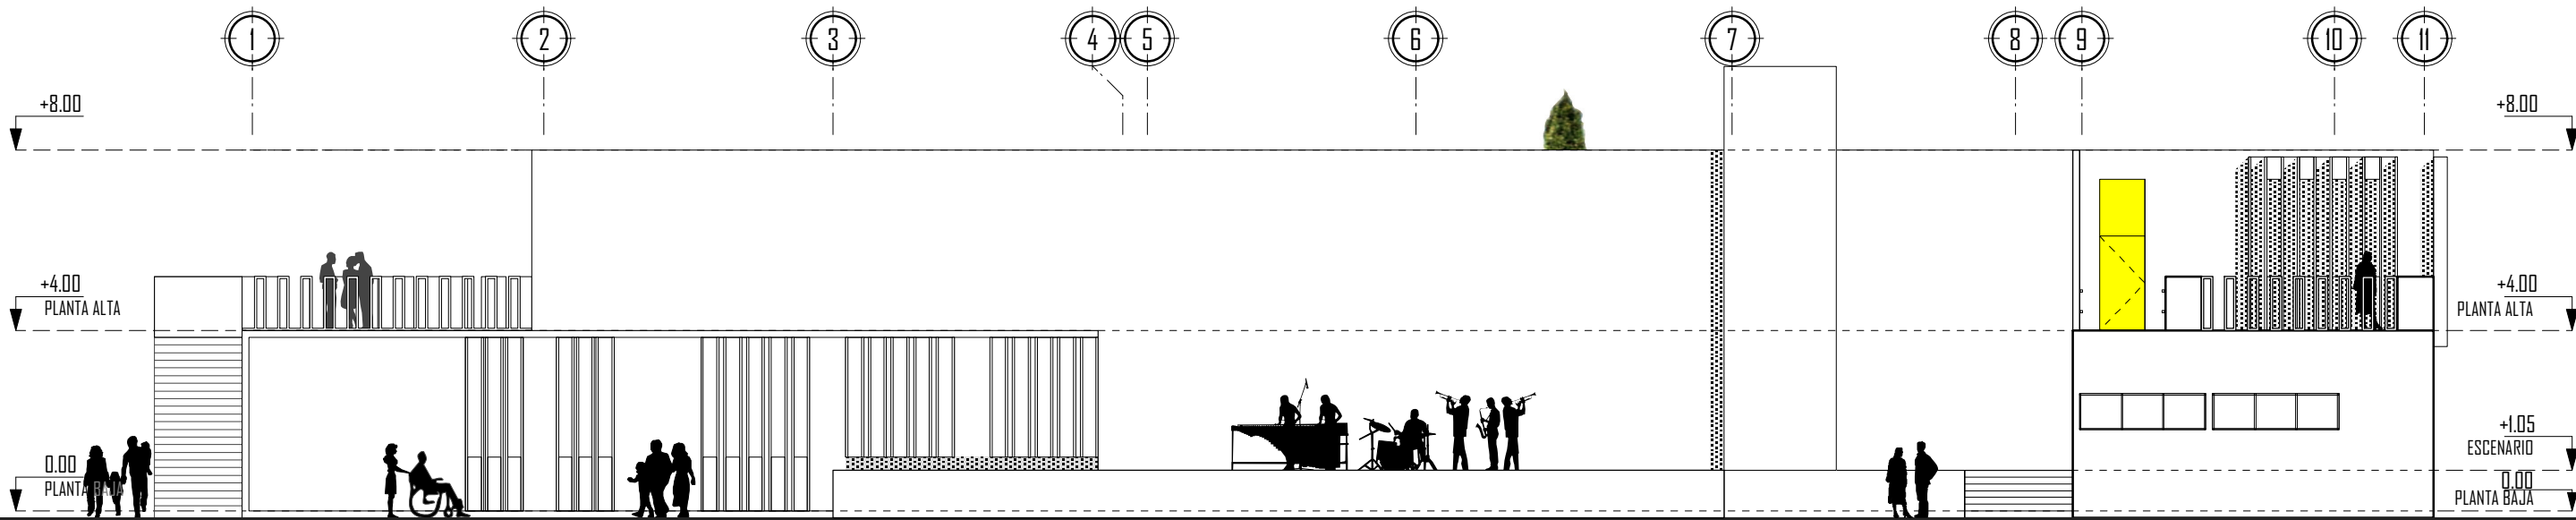 1 2 3 4 5 6 7 8 9 10 11
+8.00
+8.00
+4.00
PLANTA ALTA
+4.00
PLANTA ALTA
+1.05
ESCENARIO
0.00
PLANTA BAJA
0.00
PLANTA BAJA